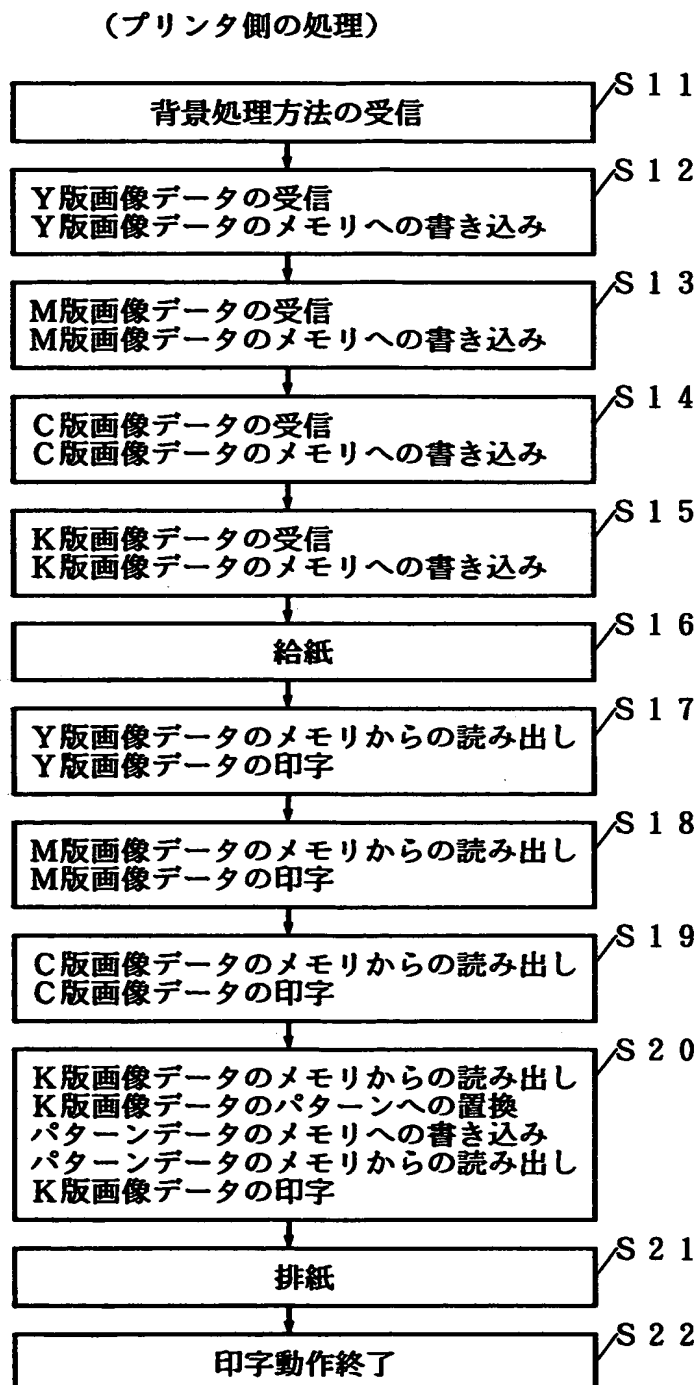 (プリンタ側の処理)
S11
背景処理方法の受信
S12
Y版画像データの受信
Y版画像データのメモリへの書き込み
S13
M版画像データの受信
M版画像データのメモリへの書き込み
S14
C版画像データの受信
C版画像データのメモリへの書き込み
S15
K版画像データの受信
K版画像データのメモリへの書き込み
S16
給紙
S17
Y版画像データのメモリからの読み出し
Y版画像データの印字
S18
M版画像データのメモリからの読み出し
M版画像データの印字
S19
C版画像データのメモリからの読み出し
C版画像データの印字
S20
K版画像データのメモリからの読み出し
K版画像データのパターンへの置換
パターンデータのメモリへの書き込み
パターンデータのメモリからの読み出し
K版画像データの印字
S21
排紙
S22
印字動作終了